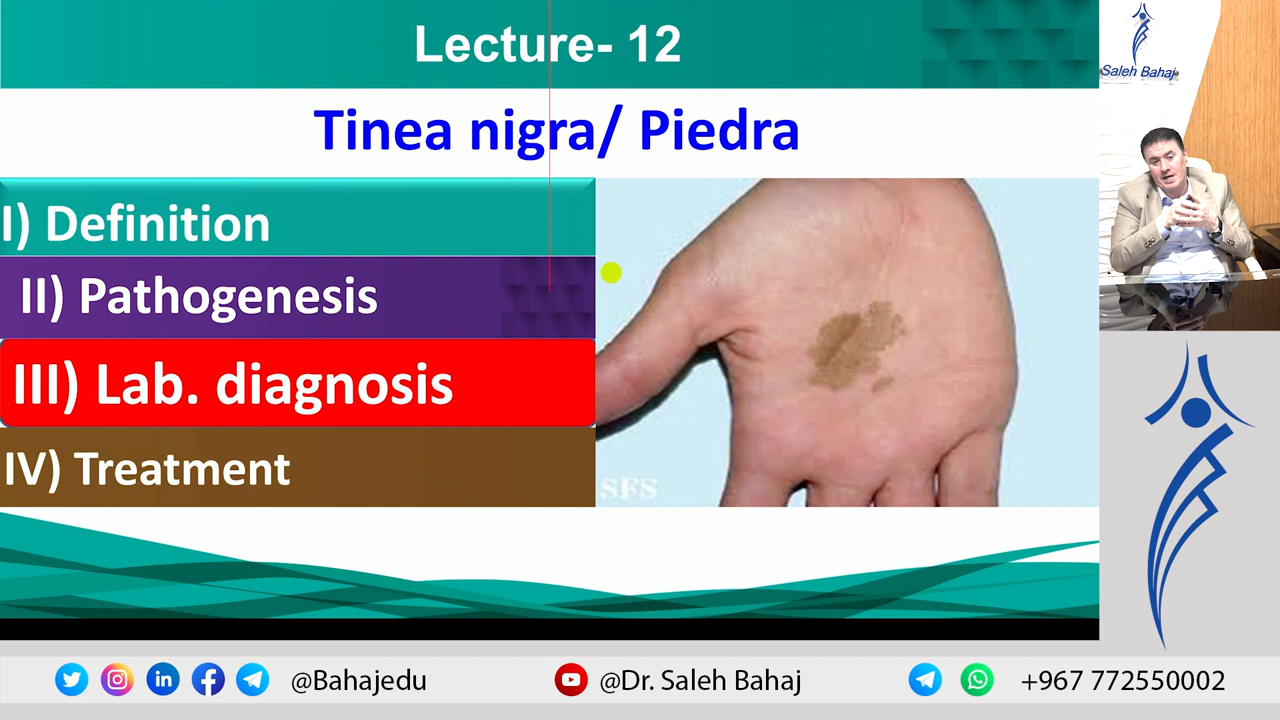 Lecture- 12
Saleh Bahaj
Tinea nigra/ Piedra
I) Definition
II) Pathogenesis
III) Lab. diagnosis
IV) Treatment
SFS
@Bahajedu
@Dr. Saleh Bahaj
+967 772550002